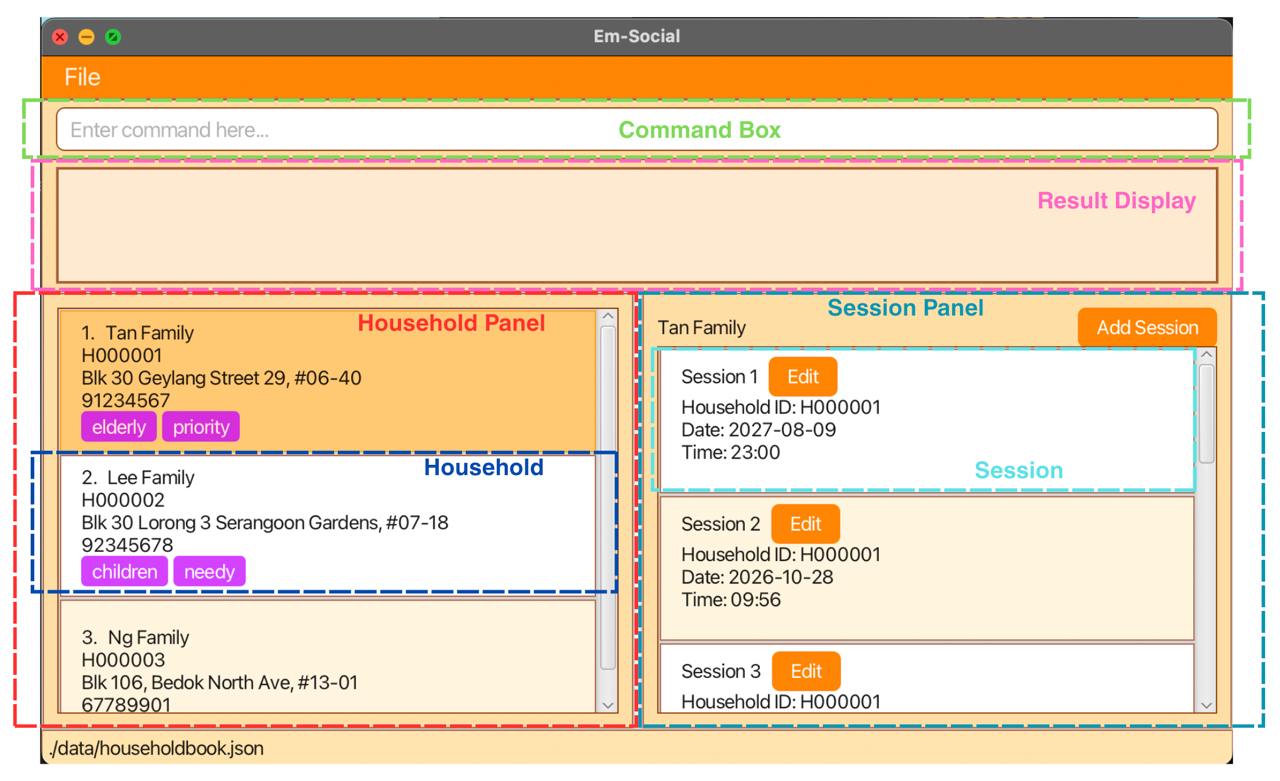 Em-Social
File
Enter command here... Command Box
Result Display
Household Panel
1. Tan Family
H000001
Blk 30 Geylang Street 29, #06-40
91234567
elderly priority
Household
2. Lee Family
H000002
Blk 30 Lorong 3 Serangoon Gardens, #07-18
92345678
children needy
3. Ng Family
H000003
Blk 106, Bedok North Ave, #13-01
67789901
Session Panel
Tan Family Add Session
Session 1 Edit
Household ID: H000001
Date: 2027-08-09
Time: 23:00
Session
Session 2 Edit
Household ID: H000001
Date: 2026-10-28
Time: 09:56
Session 3 Edit
Household ID: H000001
./data/householdbook.json